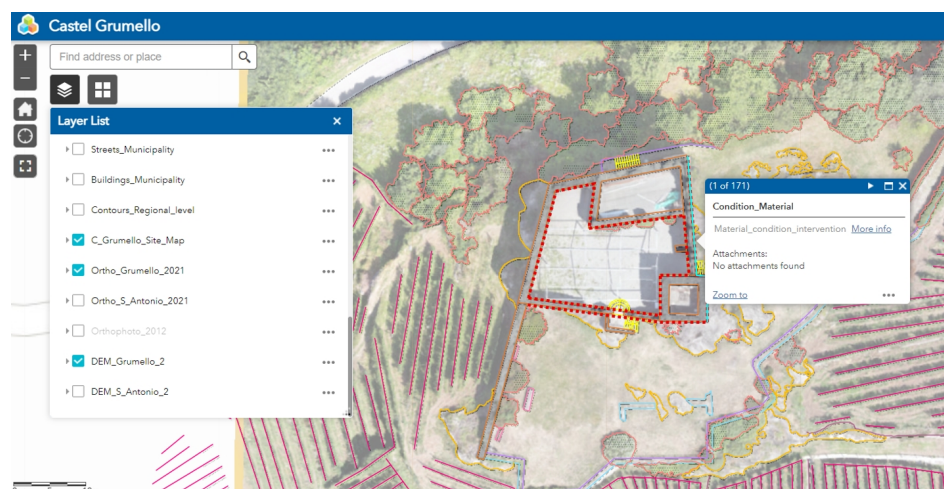 Castel Grumello
+
Find address or place
−
Layer List ×
Streets_Municipality •••
Buildings_Municipality •••
Contours_Regional_level •••
C_Grumello_Site_Map •••
Ortho_Grumello_2021 •••
Ortho_S_Antonio_2021 •••
Orthophoto_2012 •••
DEM_Grumello_2 •••
DEM_S_Antonio_2 •••
(1 of 171)
Condition_Material
Material_condition_intervention More info
Attachments:
No attachments found
Zoom to •••